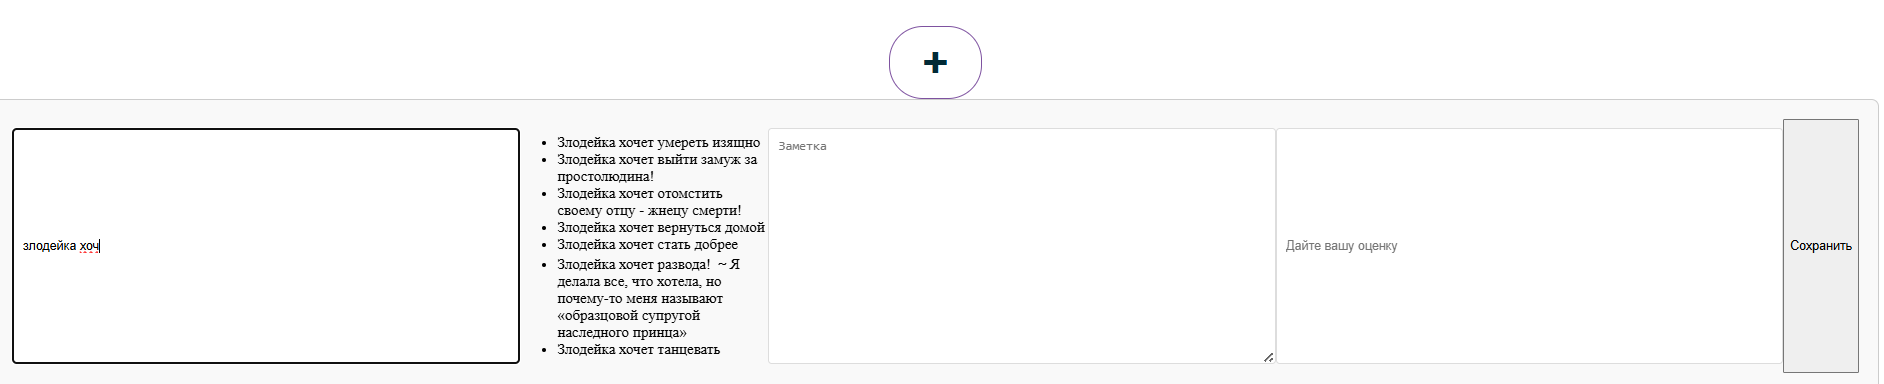 +
злодейка хоч
Злодейка хочет умереть изящно
Злодейка хочет выйти замуж за
простолюдина!
Злодейка хочет отомстить
своему отцу - жнецу смерти!
Злодейка хочет вернуться домой
Злодейка хочет стать добрее
Злодейка хочет развода! ~ Я
делала все, что хотела, но
почему-то меня называют
«образцовой супругой
наследного принца»
Злодейка хочет танцевать
Заметка
Дайте вашу оценку
Сохранить